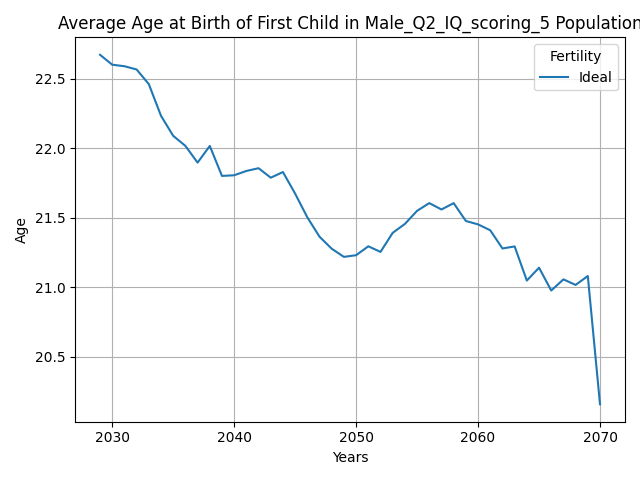 Average Age at Birth of First Child in Male_Q2_IQ_scoring_5 Population
Fertility
Ideal
Age
22.5
22.0
21.5
21.0
20.5
2030 2040 2050 2060 2070
Years